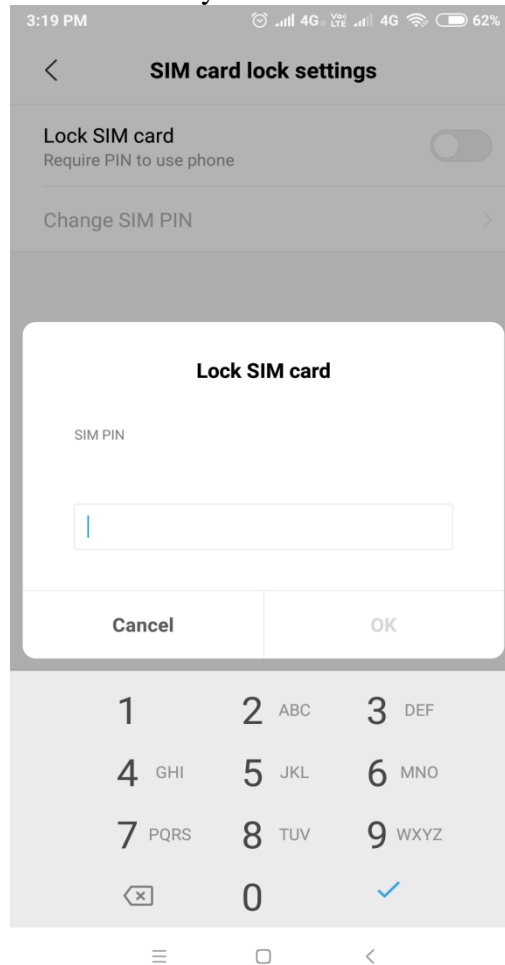 3:19 PM 4G VoLTE 4G 62%
SIM card lock settings
Lock SIM card
Require PIN to use phone
Change SIM PIN
Lock SIM card
SIM PIN
Cancel OK
1 2 ABC 3 DEF
4 GHI 5 JKL 6 MNO
7 PQRS 8 TUV 9 WXYZ
0